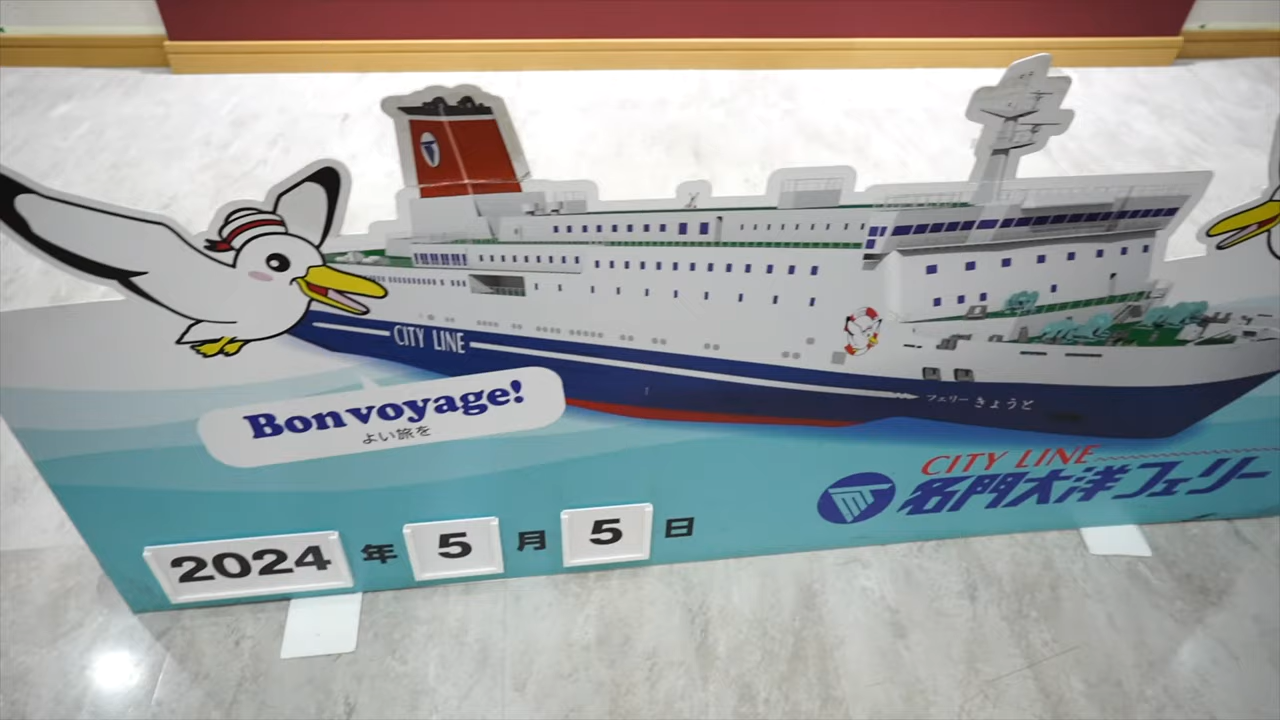 CITY LINE
フェリー きょうと
Bonvoyage!
よい旅を
CITY LINE
名門大洋フェリー
2024 年 5 月 5 日